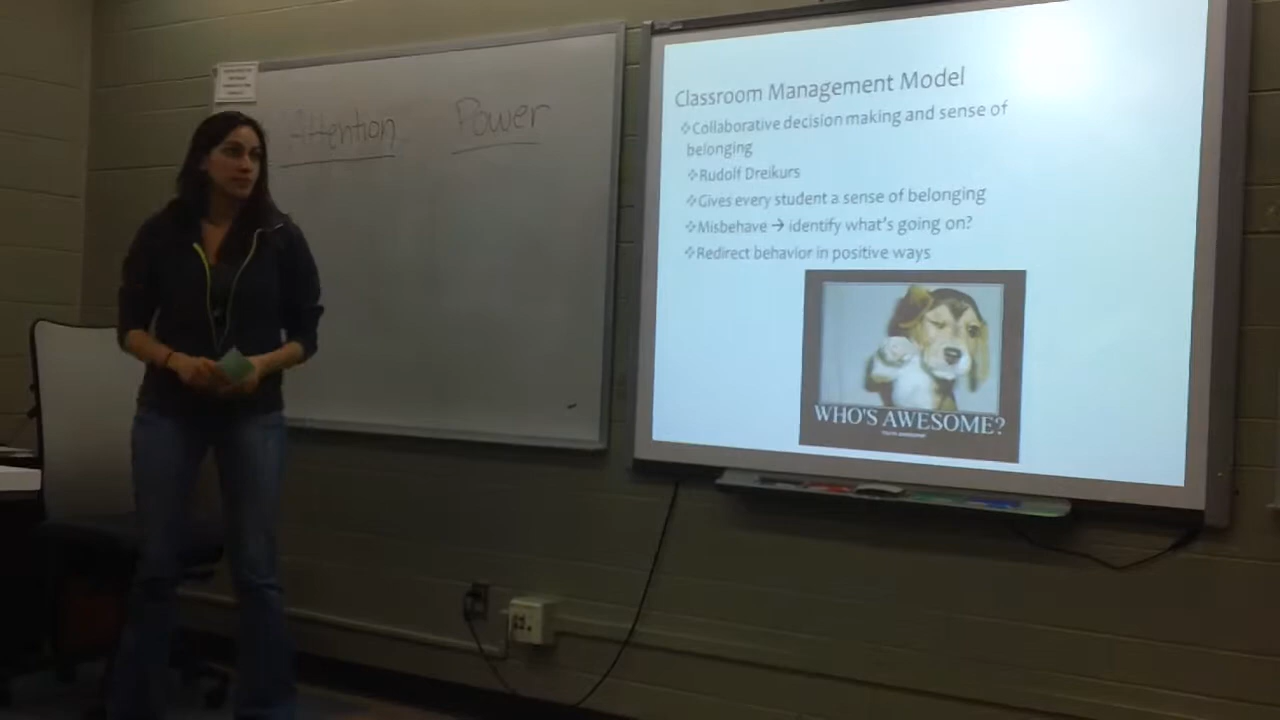 Attention
Power
Classroom Management Model
❖Collaborative decision making and sense of
belonging
❖Rudolf Dreikurs
❖Gives every student a sense of belonging
❖Misbehave → identify what's going on?
❖Redirect behavior in positive ways
WHO'S AWESOME?